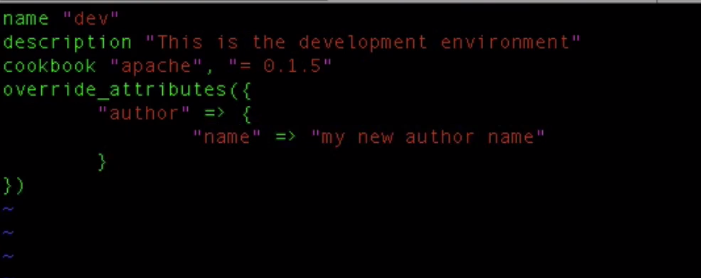 name "dev"
description "This is the development environment"
cookbook "apache", "= 0.1.5"
override_attributes({
        "author" => {
                "name" => "my new author name"
        }
})
~
~
~